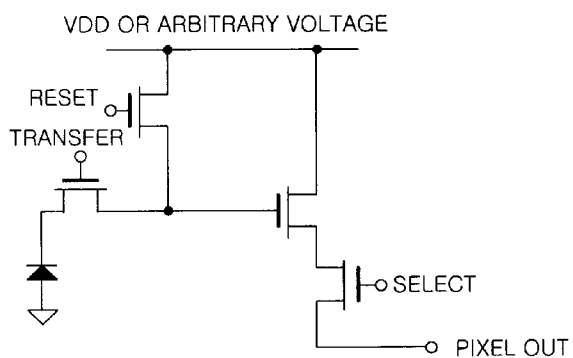 VDD OR ARBITRARY VOLTAGE
RESET
TRANSFER
SELECT
PIXEL OUT